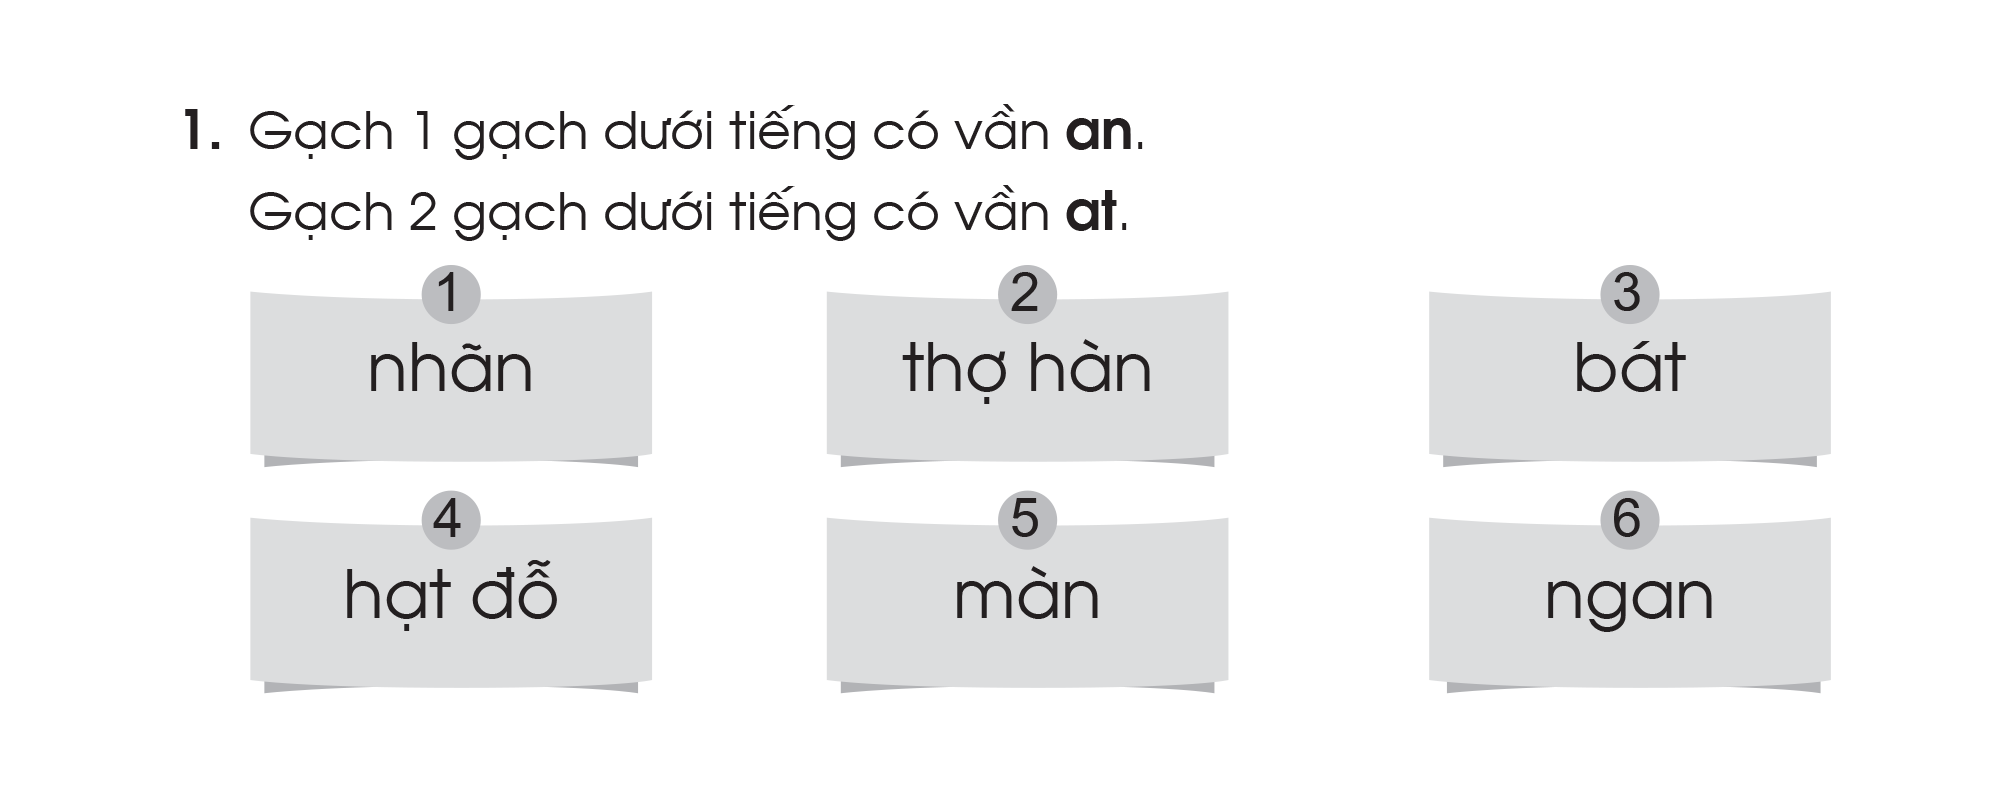 1. Gạch 1 gạch dưới tiếng có vần an.
Gạch 2 gạch dưới tiếng có vần at.
1
nhãn
2
thợ hàn
3
bát
4
hạt đỗ
5
màn
6
ngan